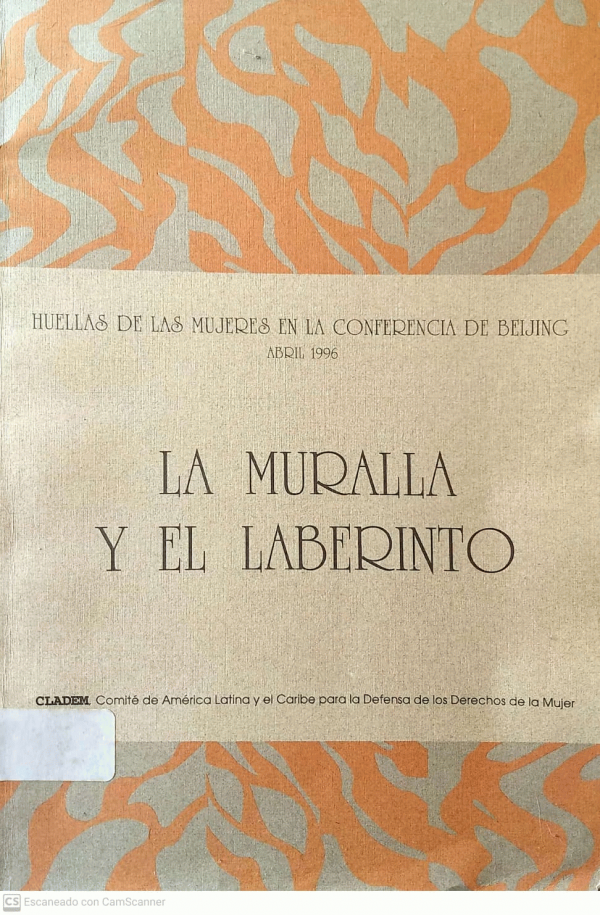 HUELLAS DE LAS MUJERES EN LA CONFERENCIA DE BEIJING
ABRIL 1996
LA MURALLA
Y EL LABERINTO
CLADEM, Comité de América Latina y el Caribe para la Defensa de los Derechos de la Mujer
CS Escaneado con CamScanner